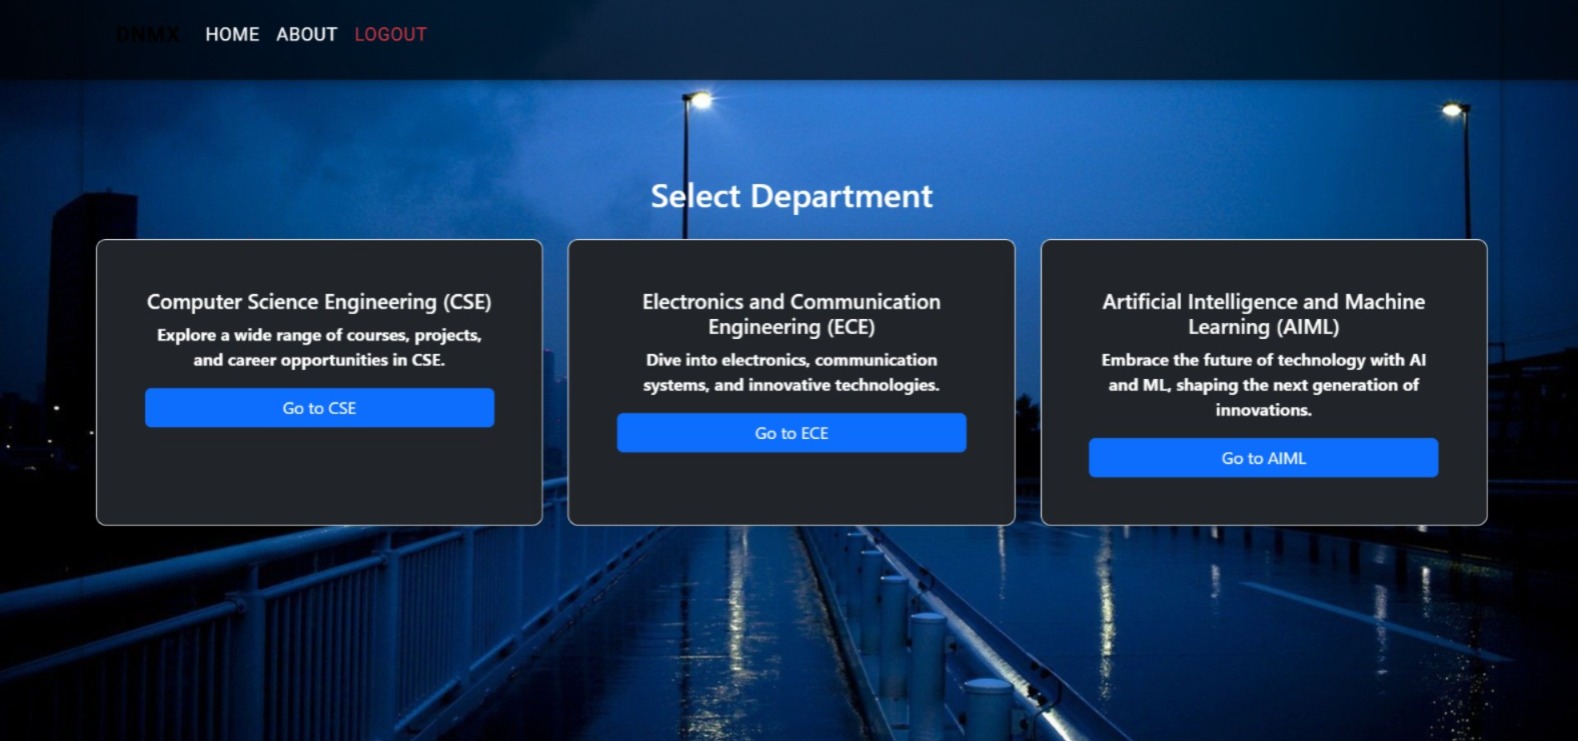 DNMX HOME ABOUT LOGOUT
Select Department
Computer Science Engineering (CSE)
Explore a wide range of courses, projects,
and career opportunities in CSE.
Go to CSE
Electronics and Communication
Engineering (ECE)
Dive into electronics, communication
systems, and innovative technologies.
Go to ECE
Artificial Intelligence and Machine
Learning (AIML)
Embrace the future of technology with AI
and ML, shaping the next generation of
innovations.
Go to AIML